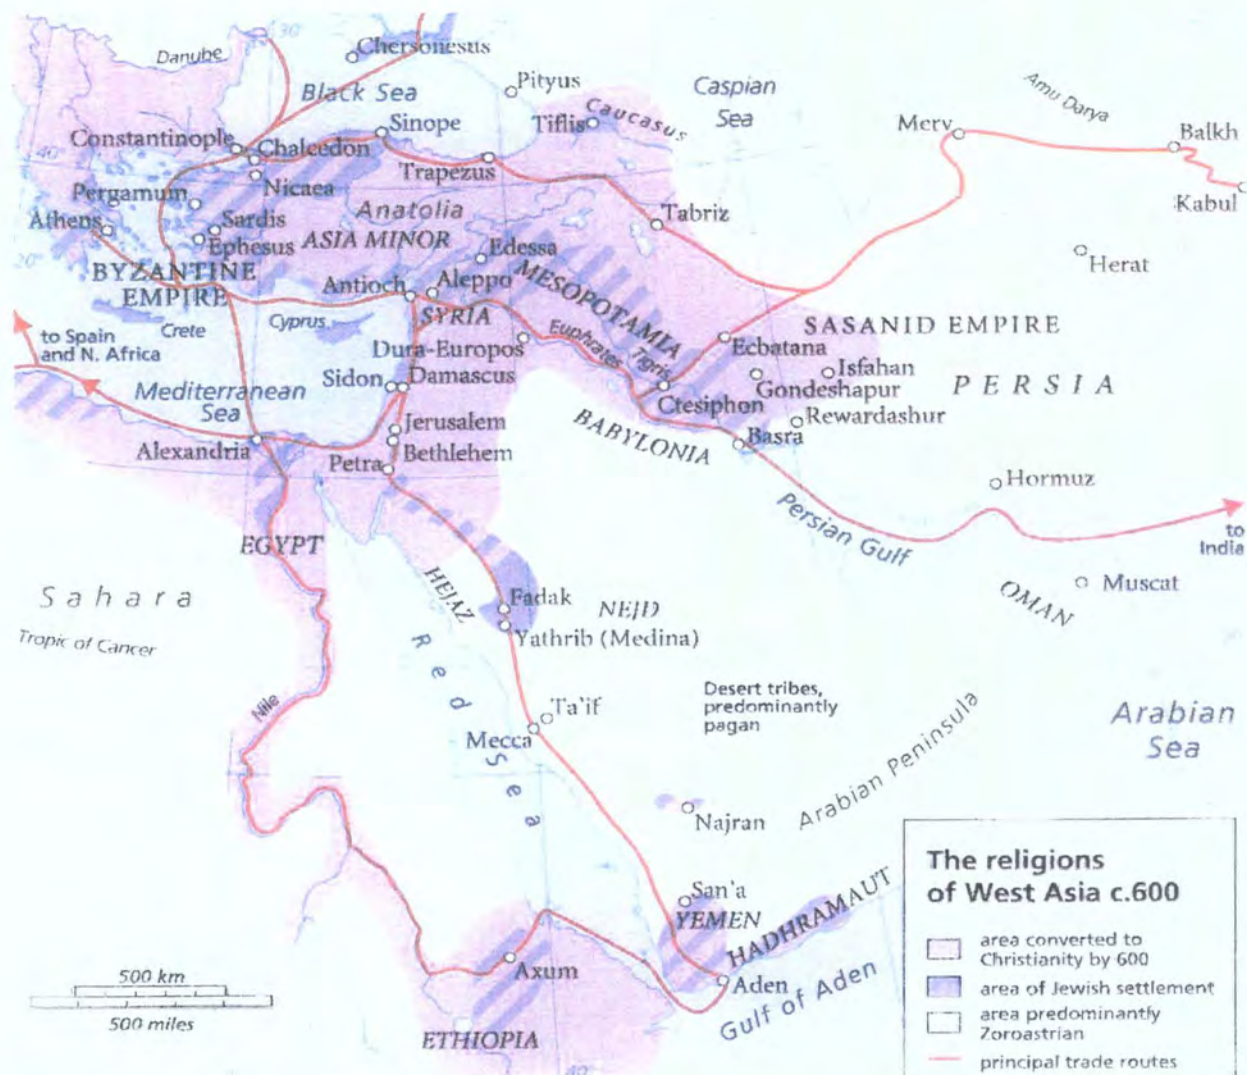 30°
Danube
Chersonesus
Black Sea
Pityus
Caspian
Sea
Caucasus
Tiflis
Amu Darya
Merv
Balkh
Kabul
Constantinople
Sinope
40
Chalcedon
Trapezus
Nicaea
Pergamum
Athens
Sardis
Ephesus
Anatolia
ASIA MINOR
Tabriz
Herat
Edessa
20°
BYZANTINE
EMPIRE
Antioch
Aleppo
MESOPOTAMIA
SYRIA
Crete
Cyprus
Euphrates
Tigris
SASANID EMPIRE
Ecbatana
to Spain
and N. Africa
Dura-Europos
Isfahan
Gondeshapur
PERSIA
Mediterranean
Sea
Sidon
Damascus
Ctesiphon
Rewardashur
Jerusalem
BABYLONIA
Basra
Alexandria
Petra
Bethlehem
Hormuz
Persian Gulf
to
India
EGYPT
HEJAZ
Fadak
NEJD
OMAN
Muscat
Sahara
Tropic of Cancer
Yathrib (Medina)
Red Sea
Nile
Desert tribes,
predominantly
pagan
Ta'if
Mecca
Arabian
Sea
Arabian Peninsula
Najran
San'a
YEMEN
HADHRAMAUT
Axum
Aden
Gulf of Aden
ETHIOPIA
40°
500 km
500 miles
The religions
of West Asia c.600
area converted to
Christianity by 600
area of Jewish settlement
area predominantly
Zoroastrian
principal trade routes